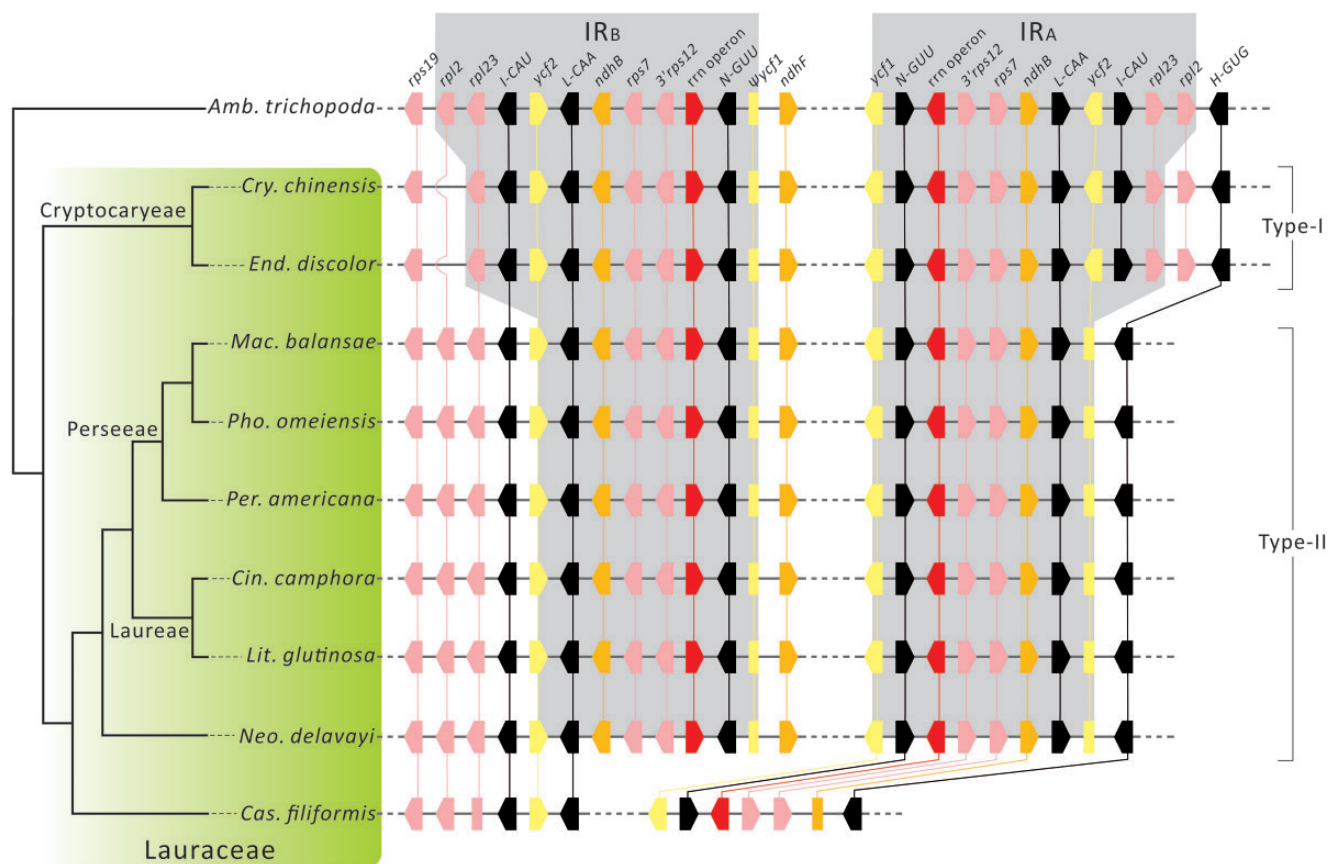 IRB IRA
rps19 rpl2 rpl23 I-CAU ycf2 L-CAA ndhB rps7 3'rps12 rrn operon N-GUU Ψycf1 ndhF ycf1 N-GUU rrn operon 3'rps12 rps7 ndhB L-CAA ycf2 I-CAU rpl23 rpl2 H-GUG
Amb. trichopoda
Cry. chinensis
Cryptocaryeae
Type-I
End. discolor
Mac. balansae
Pho. omeiensis
Perseeae
Per. americana
Type-II
Cin. camphora
Laureae
Lit. glutinosa
Neo. delavayi
Cas. filiformis
Lauraceae